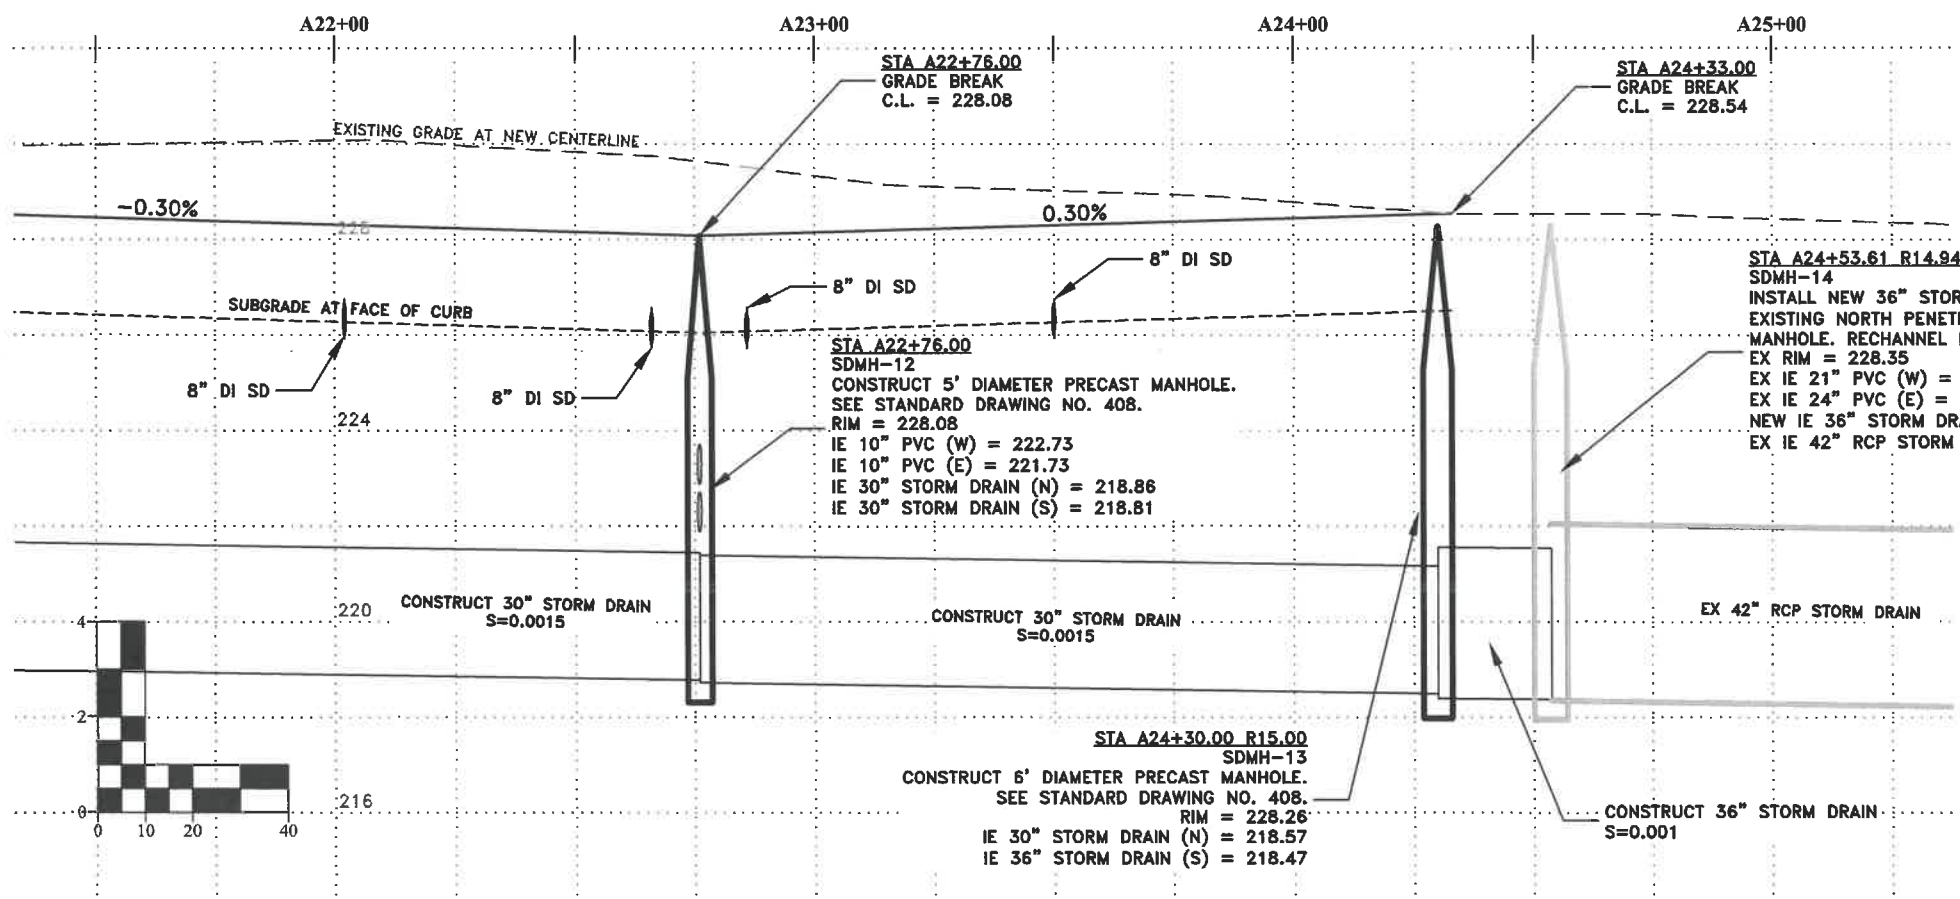 A22+00
A23+00
A24+00
A25+00
STA A22+76.00
GRADE BREAK
C.L. = 228.08
STA A24+33.00
GRADE BREAK
C.L. = 228.54
EXISTING GRADE AT NEW CENTERLINE
-0.30%
0.30%
228
8" DI SD
8" DI SD
SUBGRADE AT FACE OF CURB
8" DI SD
8" DI SD
STA A22+76.00
SDMH-12
CONSTRUCT 5' DIAMETER PRECAST MANHOLE.
SEE STANDARD DRAWING NO. 408.
RIM = 228.08
IE 10" PVC (W) = 222.73
IE 10" PVC (E) = 221.73
IE 30" STORM DRAIN (N) = 218.86
IE 30" STORM DRAIN (S) = 218.81
STA A24+53.61 R14.94
SDMH-14
INSTALL NEW 36" STOR
EXISTING NORTH PENET
MANHOLE. RECHANNEL
EX RIM = 228.35
EX IE 21" PVC (W) =
EX IE 24" PVC (E) =
NEW IE 36" STORM DR
EX IE 42" RCP STORM
224
220
216
CONSTRUCT 30" STORM DRAIN
S=0.0015
CONSTRUCT 30" STORM DRAIN
S=0.0015
EX 42" RCP STORM DRAIN
4
2
0
0 10 20 40
STA A24+30.00 R15.00
SDMH-13
CONSTRUCT 6' DIAMETER PRECAST MANHOLE.
SEE STANDARD DRAWING NO. 408.
RIM = 228.26
IE 30" STORM DRAIN (N) = 218.57
IE 36" STORM DRAIN (S) = 218.47
CONSTRUCT 36" STORM DRAIN
S=0.001